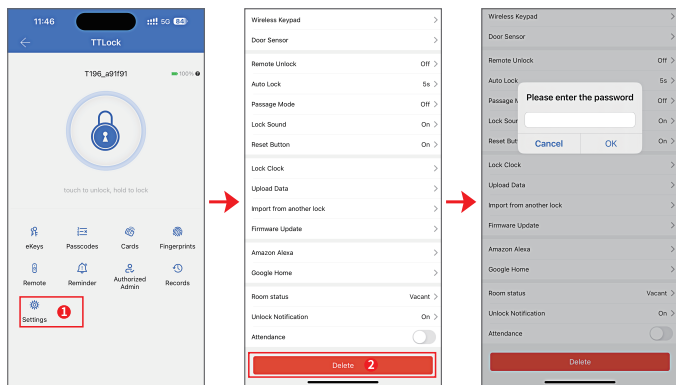 11:46
5G 84
TTLock
T196_a91f91
100%
touch to unlock, hold to lock
eKeys Passcodes Cards Fingerprints
Remote Reminder Authorized Admin Records
Settings 1
Wireless Keypad
Door Sensor
Remote Unlock Off
Auto Lock 5s
Passage Mode Off
Lock Sound On
Reset Button On
Lock Clock
Upload Data
Import from another lock
Firmware Update
Amazon Alexa
Google Home
Room status Vacant
Unlock Notification On
Attendance
Delete 2
Wireless Keypad
Door Sensor
Remote Unlock Off
Auto Lock 5s
Passage M Off
Please enter the password
Lock Sour On
Reset But On
Cancel OK
Lock Clock
Upload Data
Import from another lock
Firmware Update
Amazon Alexa
Google Home
Room status Vacant
Unlock Notification On
Attendance
Delete